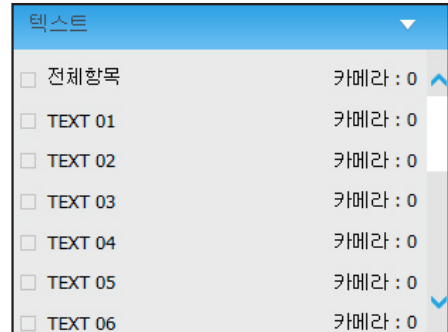 텍스트
전체항목 카메라 : 0
TEXT 01 카메라 : 0
TEXT 02 카메라 : 0
TEXT 03 카메라 : 0
TEXT 04 카메라 : 0
TEXT 05 카메라 : 0
TEXT 06 카메라 : 0